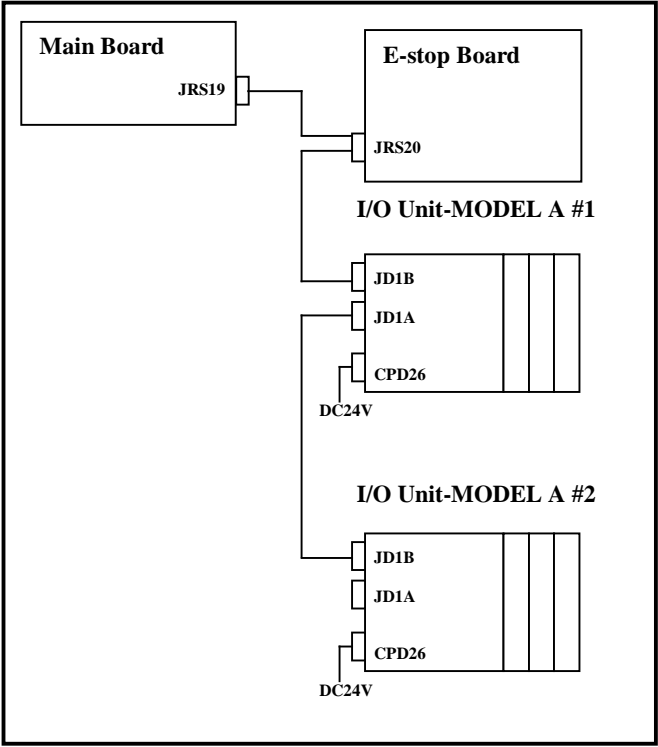 Main Board
JRS19
E-stop Board
JRS20
I/O Unit-MODEL A #1
JD1B
JD1A
CPD26
DC24V
I/O Unit-MODEL A #2
JD1B
JD1A
CPD26
DC24V